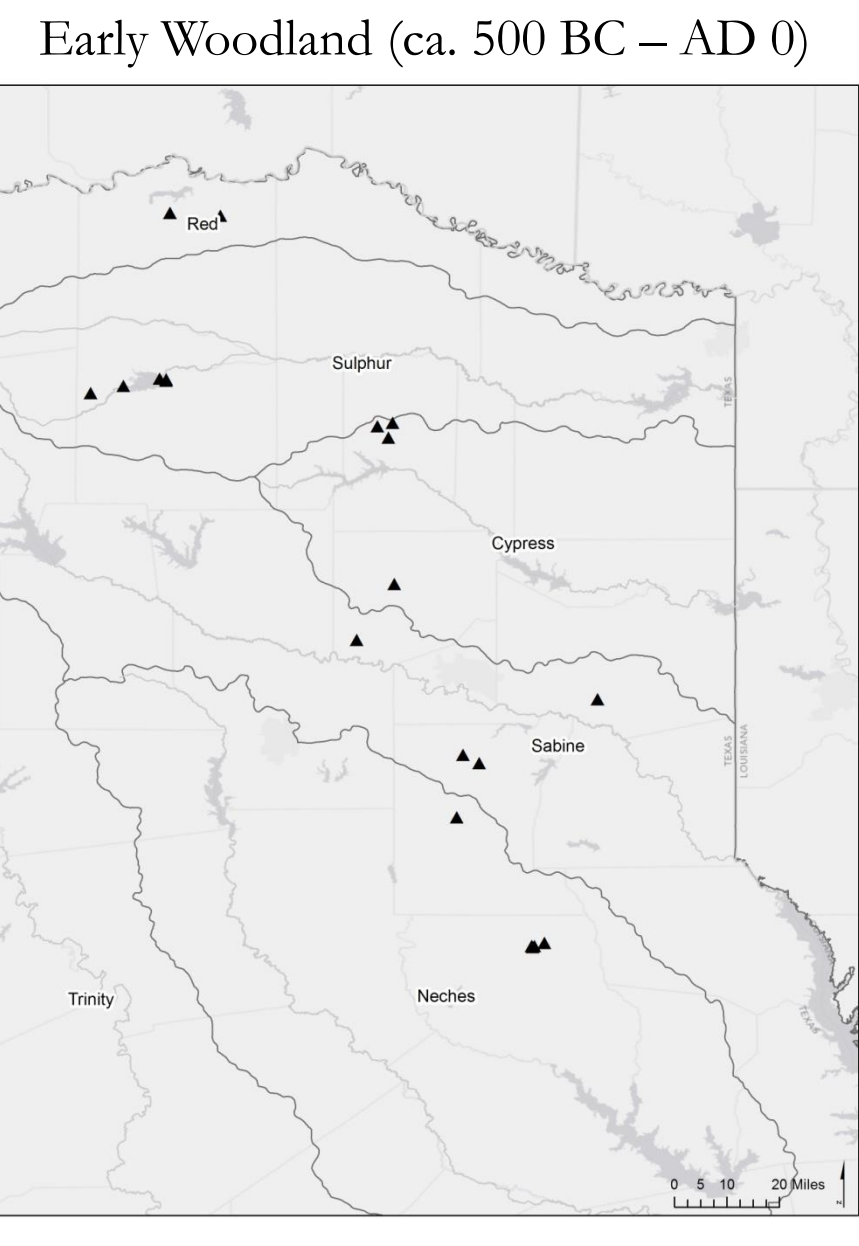 Early Woodland (ca. 500 BC – AD 0)
Red
Sulphur
TEXAS
Cypress
Sabine
TEXAS
LOUISIANA
Neches
Trinity
TEXAS
0 5 10 20 Miles
N